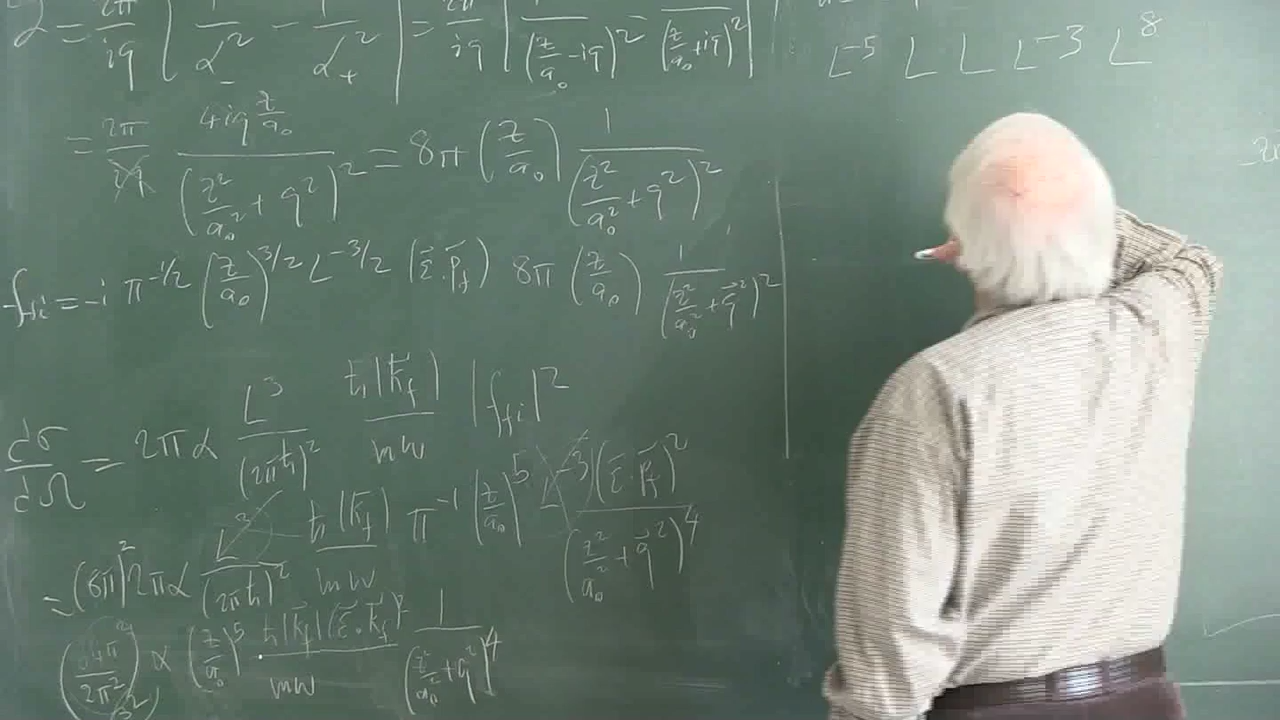 = 2π/iq [ 1/α₋² − 1/α₊² ] = 2π/iq [ 1/(z/a₀ − iq)² − 1/(z/a₀ + iq)² ]
= 2π/iq 4iq z/a₀ / (z²/a₀² + q²)² = 8π (z/a₀) 1/(z²/a₀² + q²)²
f_fi = −i π^−1/2 (z/a₀)^3/2 L^−3/2 (ε⃗·p⃗_f) 8π (z/a₀) 1/(z²/a₀² + q⃗²)²
dσ/dΩ = 2πα L³/(2πħ)² ħ|k⃗_f|/mω |f_fi|²
= (8π)² 2πα L³/(2πħ)² ħ|k⃗_f|/mω π^−1 (z/a₀)^5 L^−3 (ε⃗·p⃗_f)² / (z²/a₀² + q⃗²)⁴
α (z/a₀)^5 ħ|k⃗_f|(ε⃗·k⃗_f)²/mω 1/(z²/a₀² + q²)⁴
L^−5 L L L^−3 L^8